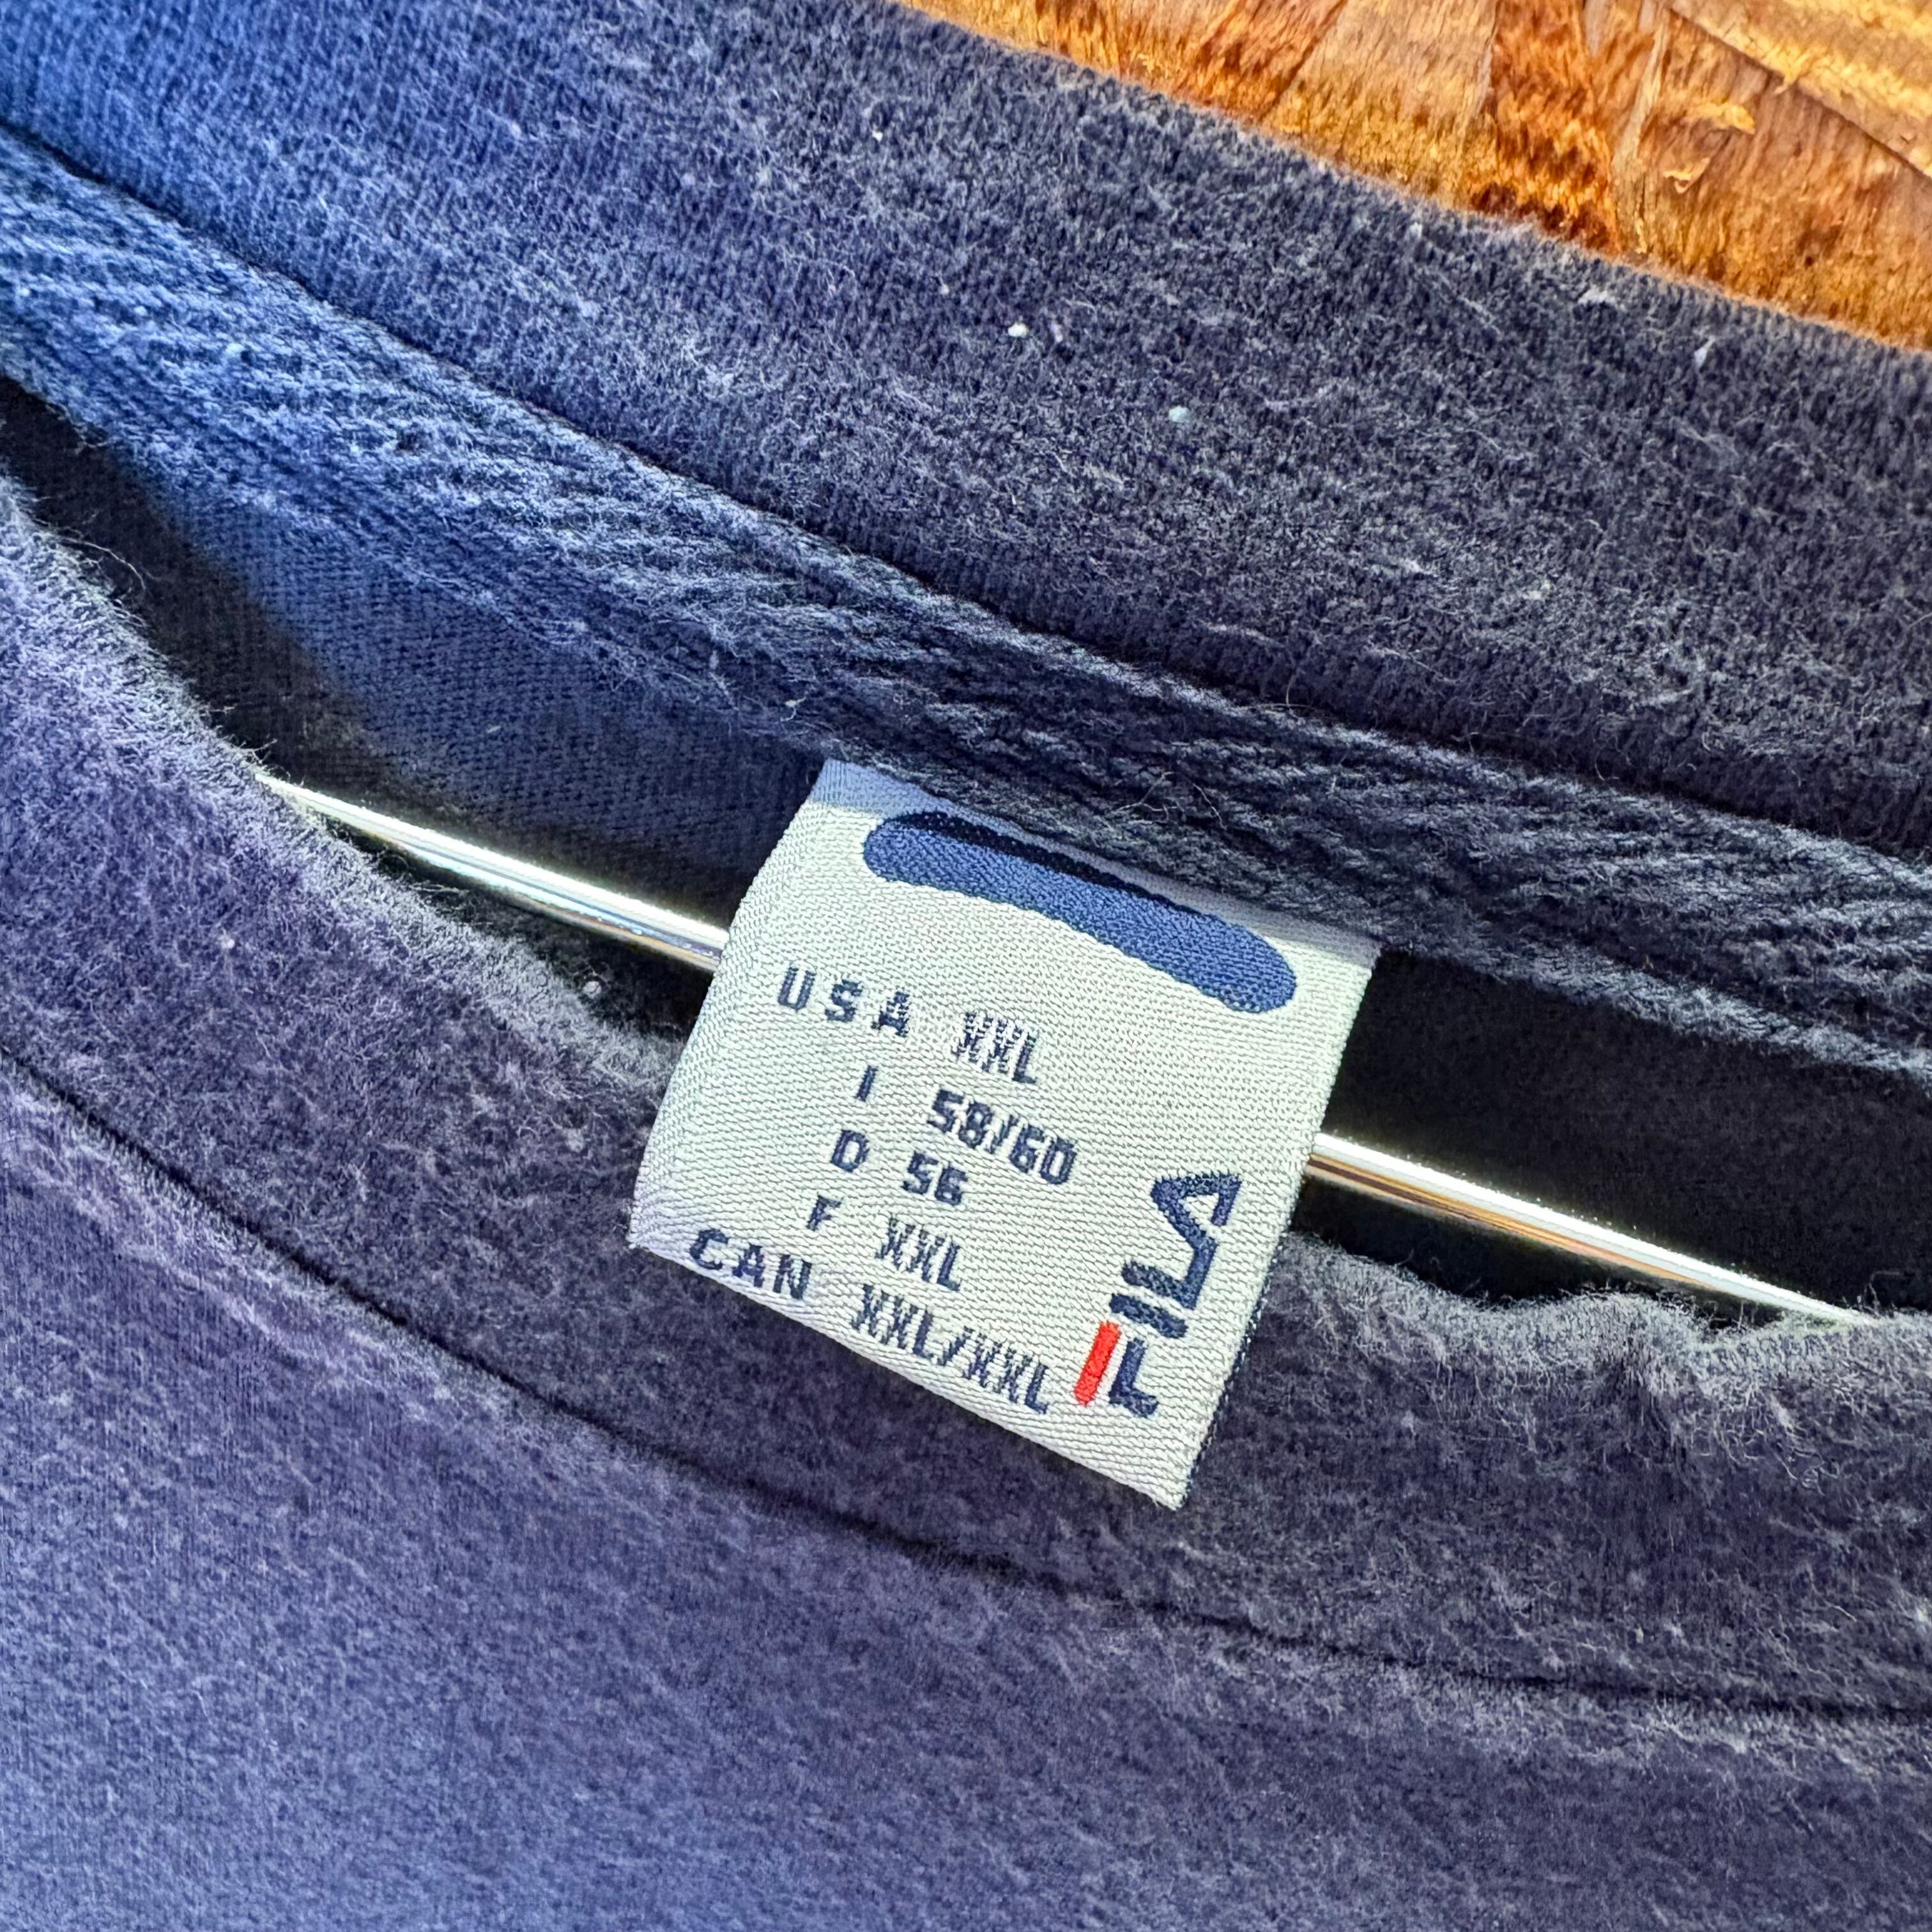 USA XXL
I 58/60
D 56
F XXL
CAN XXL/XXL
FILA